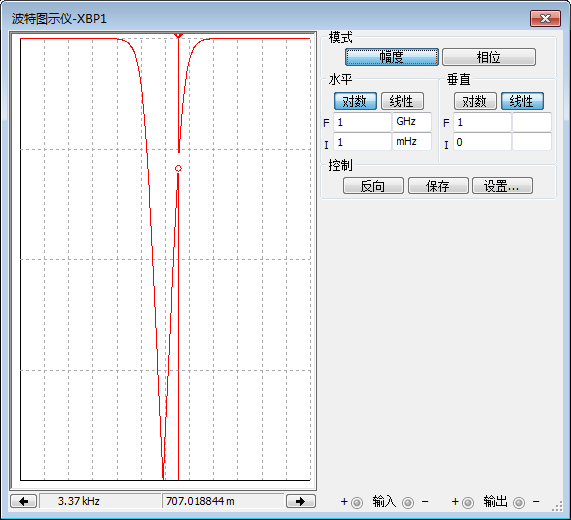 波特图示仪-XBP1
模式
幅度 相位
水平 垂直
对数 线性 对数 线性
F 1 GHz F 1
I 1 mHz I 0
控制
反向 保存 设置...
3.37 kHz 707.018844 m
+ 输入 − + 输出 −